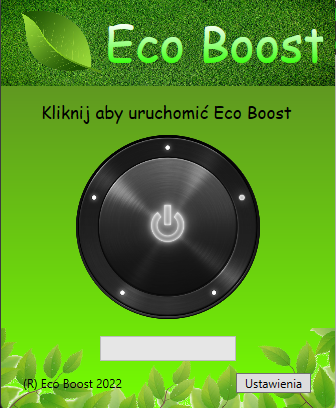 Eco Boost
Kliknij aby uruchomić Eco Boost
(R) Eco Boost 2022
Ustawienia